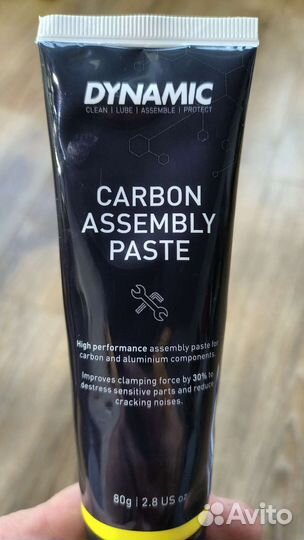 DYNAMIC
CLEAN | LUBE | ASSEMBLE | PROTECT
CARBON
ASSEMBLY
PASTE
High performance assembly paste for
carbon and aluminium components.
Improves clamping force by 30% to
destress sensitive parts and reduce
cracking noises.
80g | 2.8 US oz
Avito